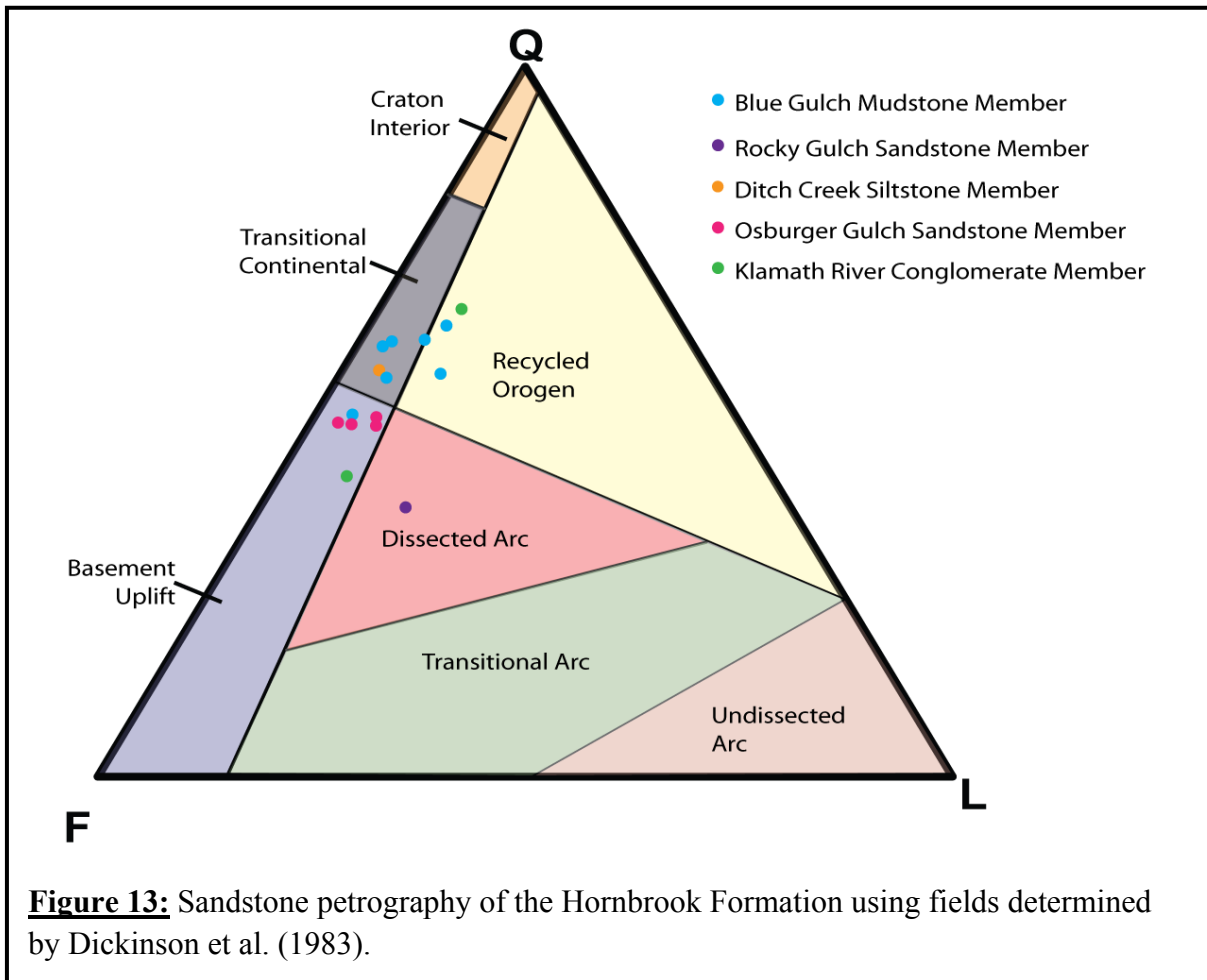 Q
Craton
Interior
Blue Gulch Mudstone Member
Rocky Gulch Sandstone Member
Ditch Creek Siltstone Member
Osburger Gulch Sandstone Member
Klamath River Conglomerate Member
Transitional
Continental
Recycled
Orogen
Dissected Arc
Basement
Uplift
Transitional Arc
Undissected
Arc
F
L
Figure 13: Sandstone petrography of the Hornbrook Formation using fields determined
by Dickinson et al. (1983).